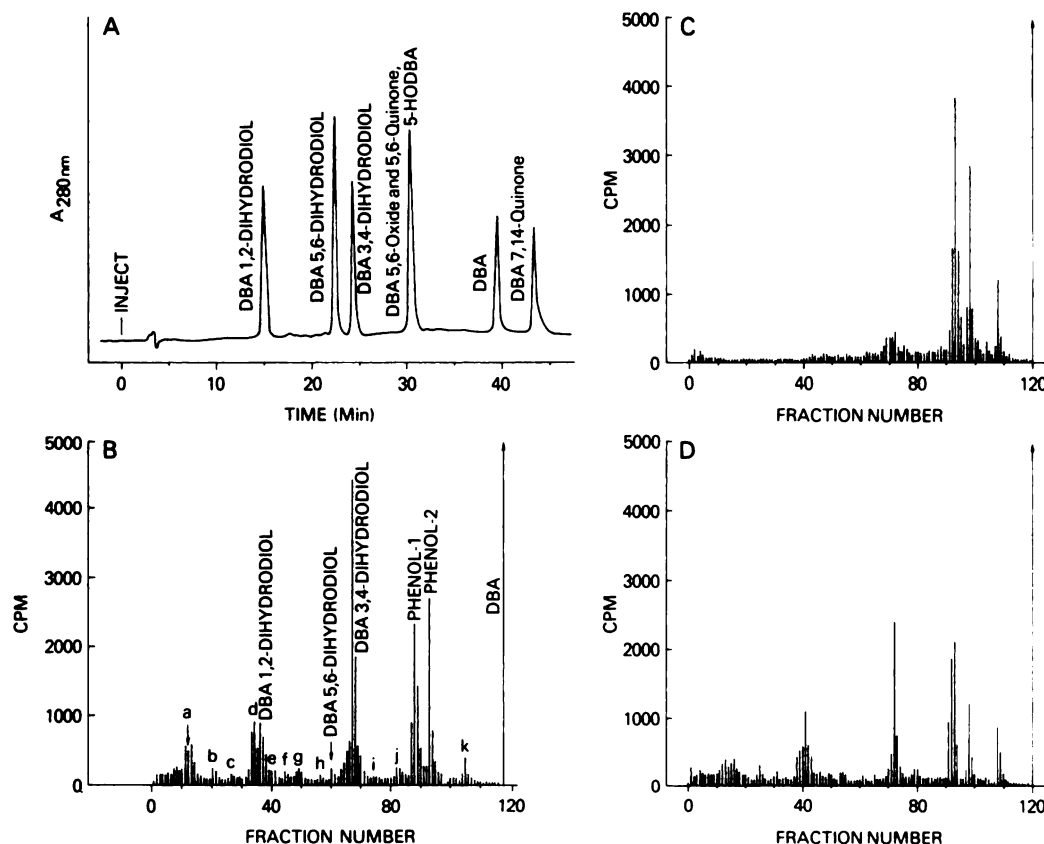 A
A280nm
INJECT
DBA 1,2-DIHYDRODIOL
DBA 5,6-DIHYDRODIOL
DBA 3,4-DIHYDRODIOL
DBA 5,6-Oxide and 5,6-Quinone,
5-HODBA
DBA
DBA 7,14-Quinone
0 10 20 30 40
TIME (Min)
C
5000
4000
3000
2000
1000
0
CPM
0 40 80 120
FRACTION NUMBER
B
5000
4000
3000
2000
1000
0
CPM
a
b
c
d
DBA 1,2-DIHYDRODIOL
e
f
g
h
DBA 5,6-DIHYDRODIOL
DBA 3,4-DIHYDRODIOL
i
j
PHENOL-1
PHENOL-2
k
DBA
0 40 80 120
FRACTION NUMBER
D
5000
4000
3000
2000
1000
0
CPM
0 40 80 120
FRACTION NUMBER